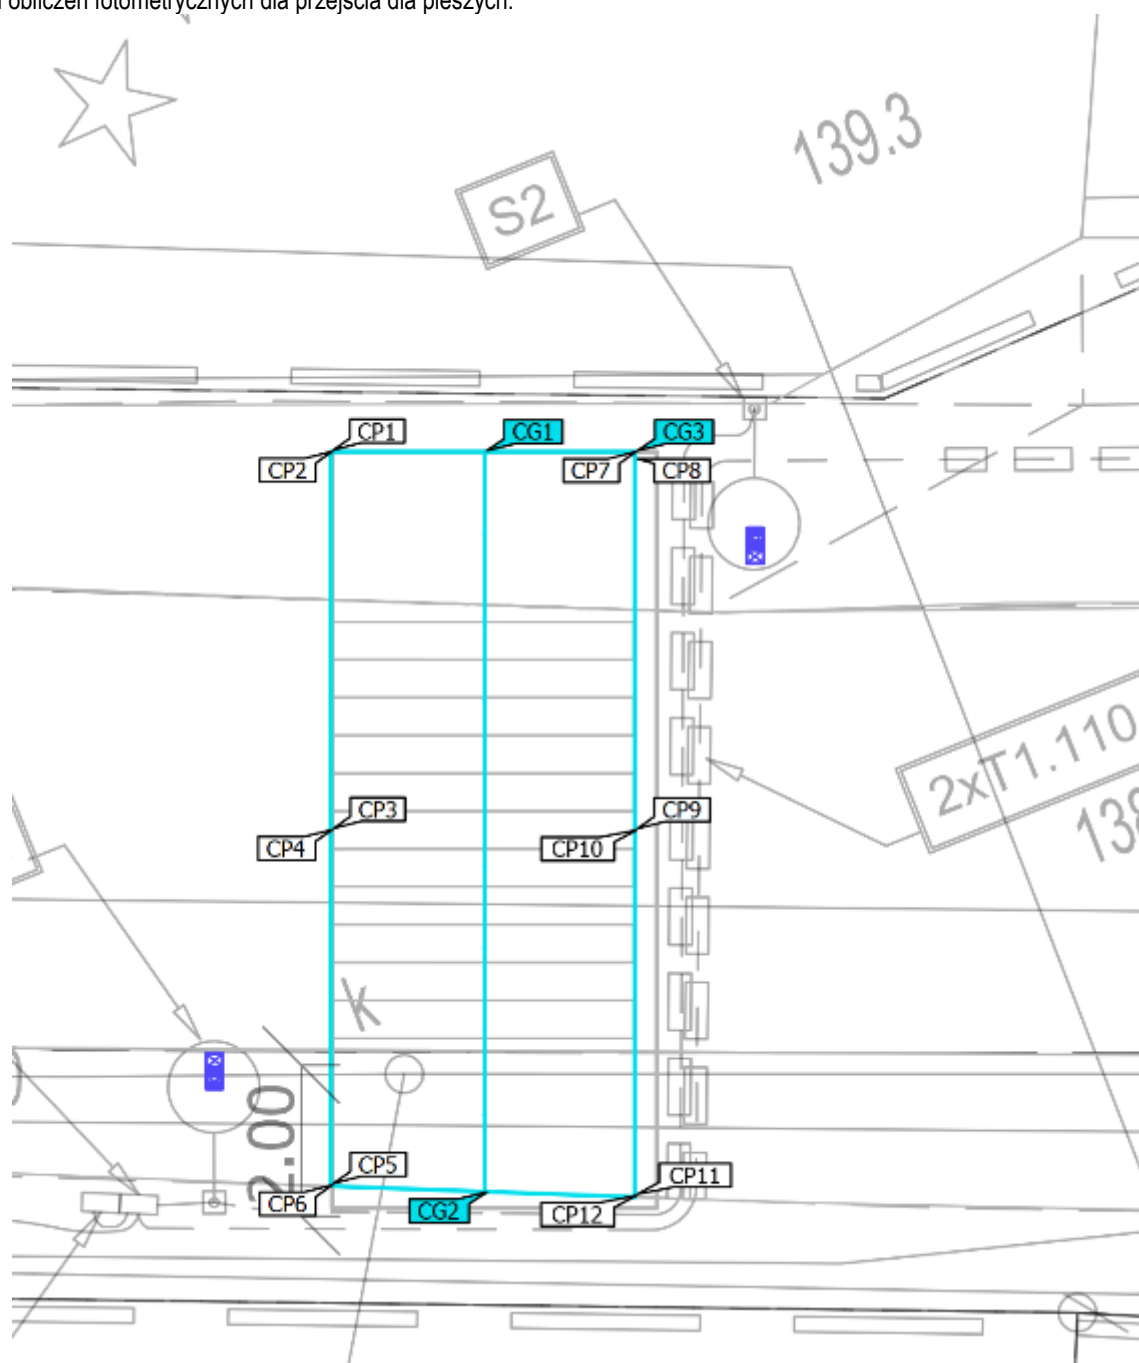 obliczeń fotometrycznych dla przejścia dla pieszych.
139.3
S2
CP1
CG1
CG3
CP2
CP7
CP8
2xT1.110
CP3
CP9
CP4
CP10
k
2.00
CP5
CP11
CP6
CG2
CP12